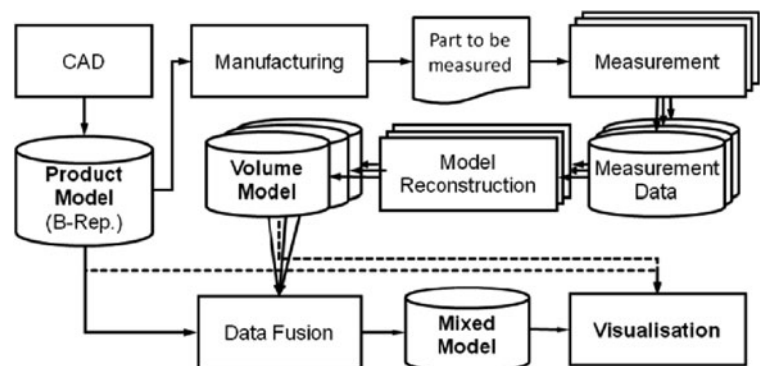 CAD
Manufacturing
Part to be
measured
Measurement
Product
Model
(B-Rep.)
Volume
Model
Model
Reconstruction
Measurement
Data
Data Fusion
Mixed
Model
Visualisation